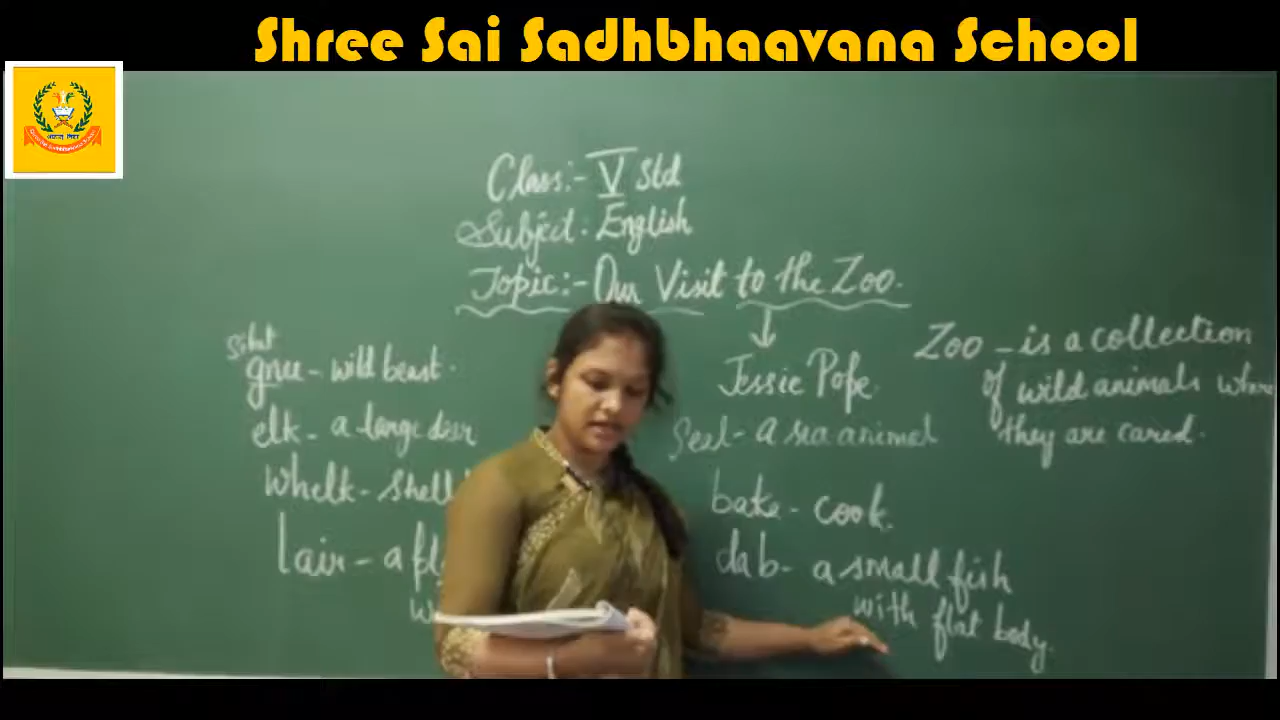 Shree Sai Sadhbhaavana School
Class:- V Std
Subject: English
Topic:- Our Visit to the Zoo.
Jessie Pope.
Zoo - is a collection
of wild animals where
they are cared.
gnu - wild beast.
elk - a large deer
whelk - shell
lair - a
Seal - a sea animal
bake - cook.
dab - a small fish
with flat body.